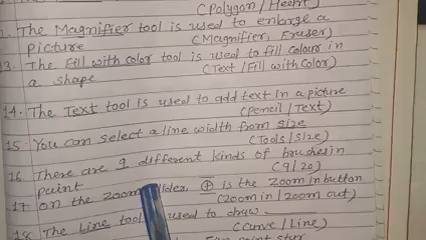 (Polygon / Hecht)
. The Magnifier tool is used to enlarge a
picture (Magnifier, Eraser)
13. The Fill with color tool is used to fill colour in
a shape (Text / Fill with Color)
14. The Text tool is used to add text in a picture
(Pencil / Text)
15. You can select a line width from size
(Tools / Size)
16. There are 9 different kinds of brushes in
paint (9 / 20)
17 on the zoom slider, ⊕ is the zoom in button
(zoom in / zoom out)
18 The Line tool used to draw
(curve / Line)